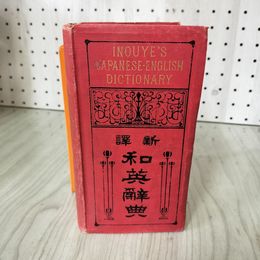 INOUYE'S
JAPANESE-ENGLISH
DICTIONARY
新譯
和英辭典